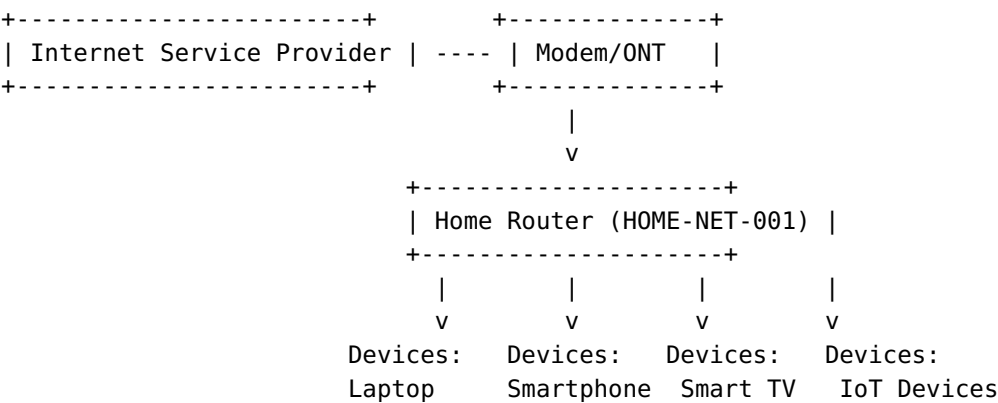 +------------------------+        +--------------+
| Internet Service Provider | ---- | Modem/ONT   |
+------------------------+        +--------------+
                                       |
                                       v
                            +---------------------+
                            | Home Router (HOME-NET-001) |
                            +---------------------+
                              |        |        |        |
                              v        v        v        v
                        Devices:   Devices:   Devices:   Devices:
                        Laptop     Smartphone  Smart TV   IoT Devices